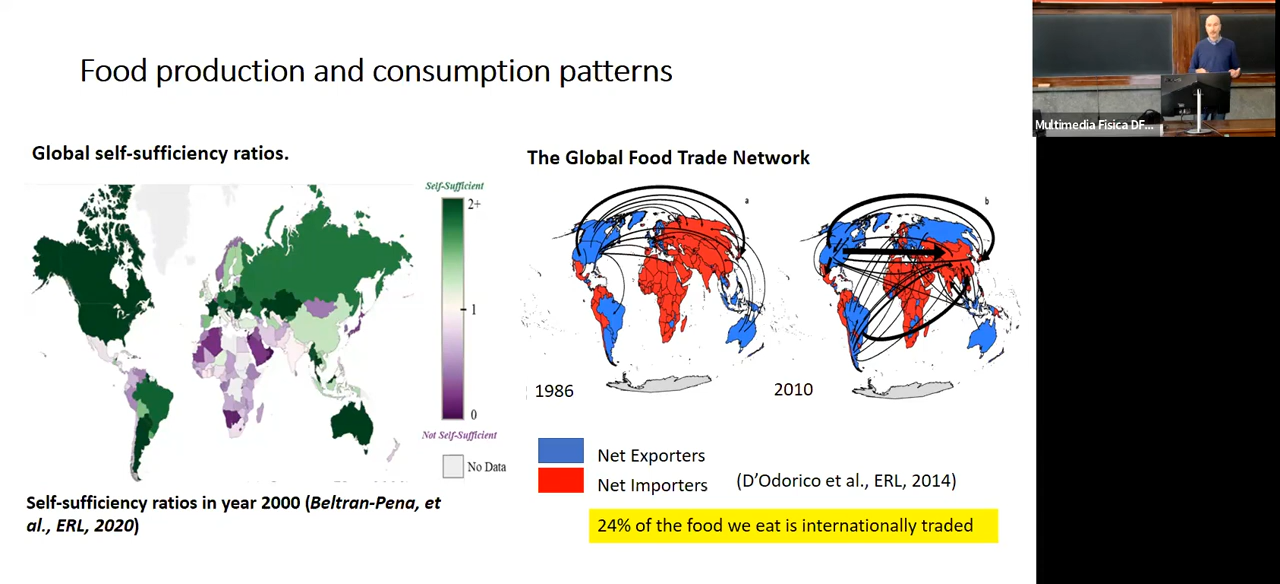 Food production and consumption patterns
Multimedia Fisica DF...
Global self-sufficiency ratios.
The Global Food Trade Network
Self-Sufficient
2+
1
0
Not Self-Sufficient
No Data
a
b
1986
2010
Net Exporters
Net Importers
(D'Odorico et al., ERL, 2014)
Self-sufficiency ratios in year 2000 (Beltran-Pena, et
al., ERL, 2020)
24% of the food we eat is internationally traded